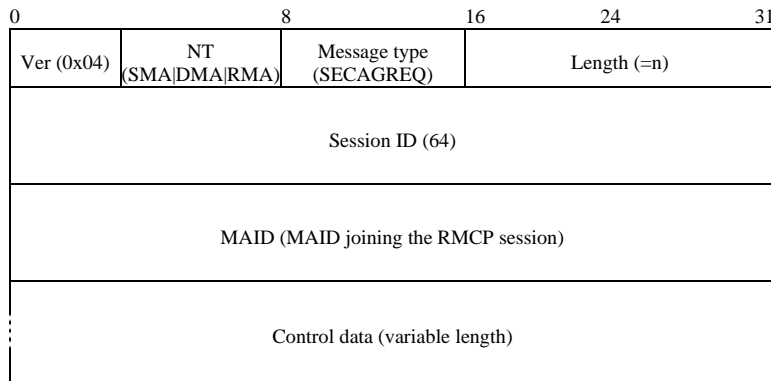 0 8 16 24 31
Ver (0x04) NT (SMA|DMA|RMA) Message type (SECAGREQ) Length (=n)
Session ID (64)
MAID (MAID joining the RMCP session)
Control data (variable length)